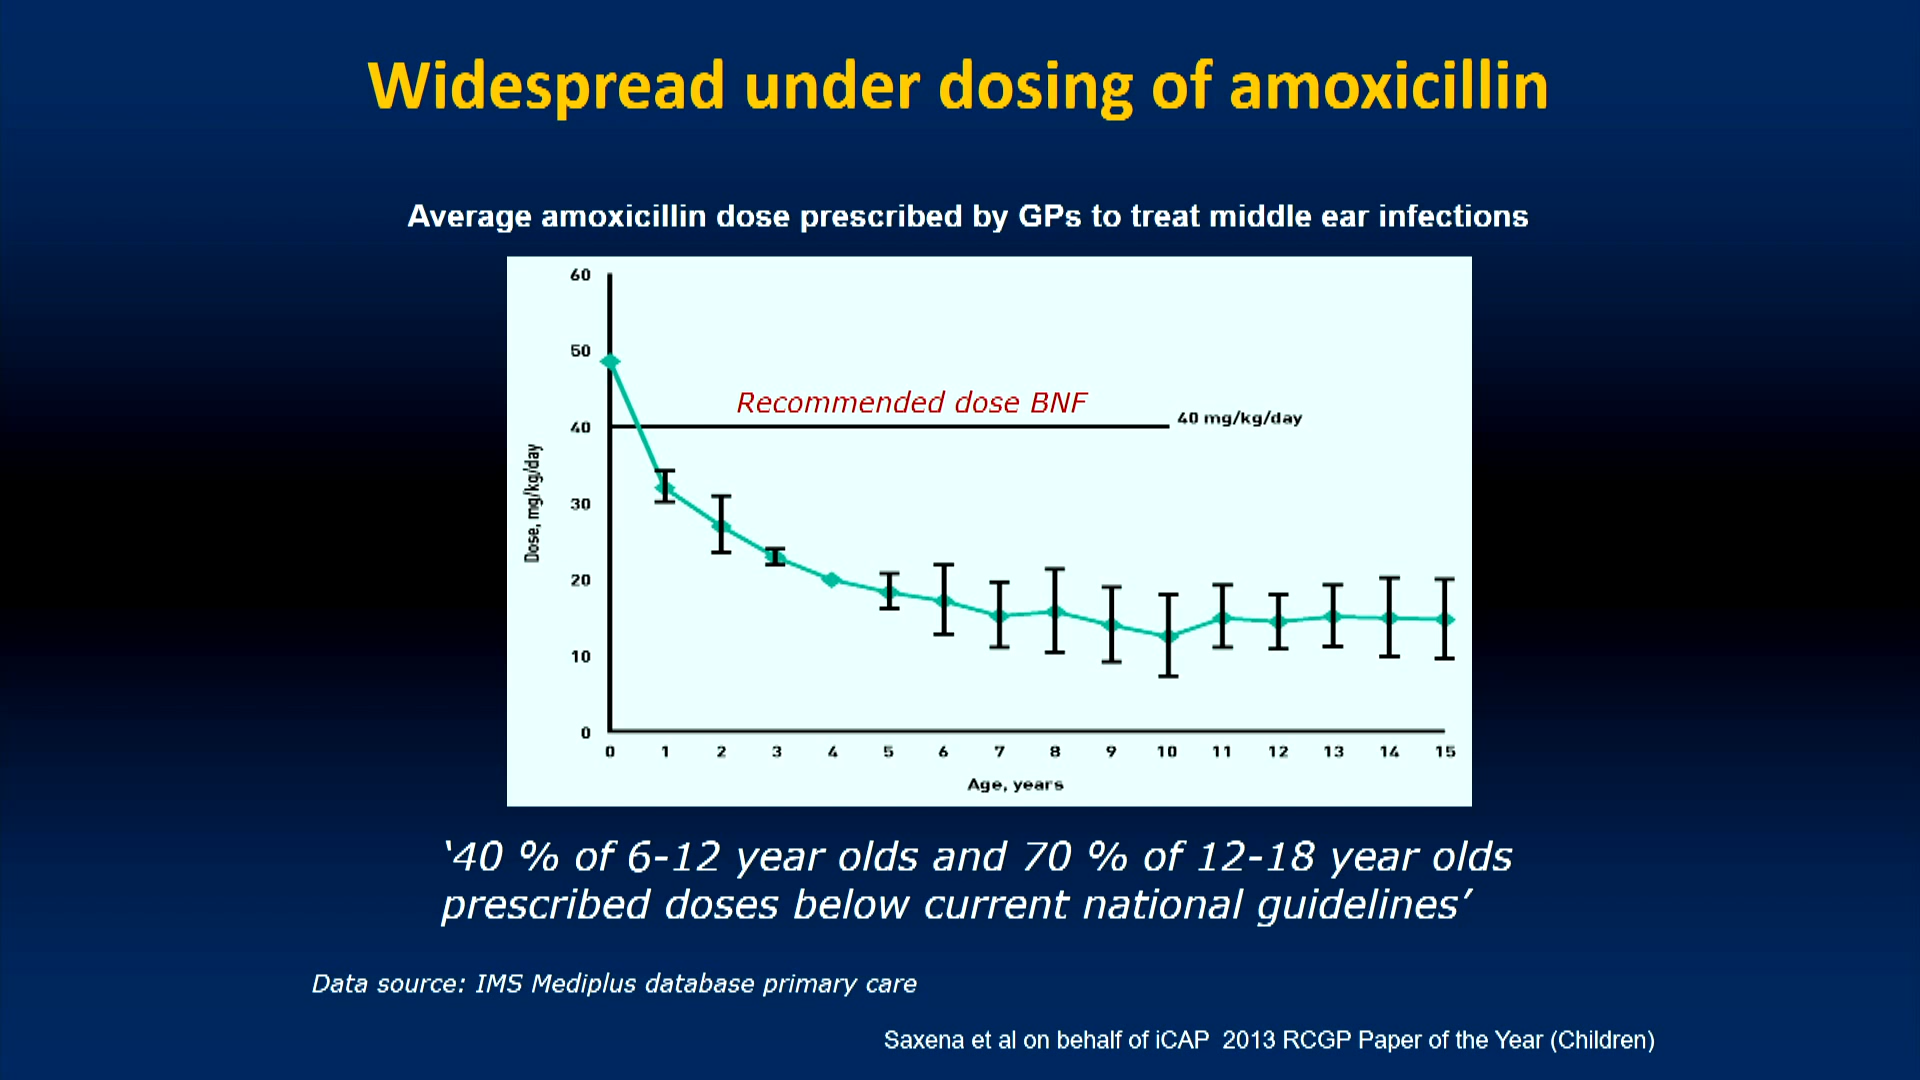 Widespread under dosing of amoxicillin
Average amoxicillin dose prescribed by GPs to treat middle ear infections
60
50
40
30
20
10
0
Dose, mg/kg/day
Recommended dose BNF
40 mg/kg/day
0 1 2 3 4 5 6 7 8 9 10 11 12 13 14 15
Age, years
‘40 % of 6-12 year olds and 70 % of 12-18 year olds
prescribed doses below current national guidelines’
Data source: IMS Mediplus database primary care
Saxena et al on behalf of iCAP 2013 RCGP Paper of the Year (Children)